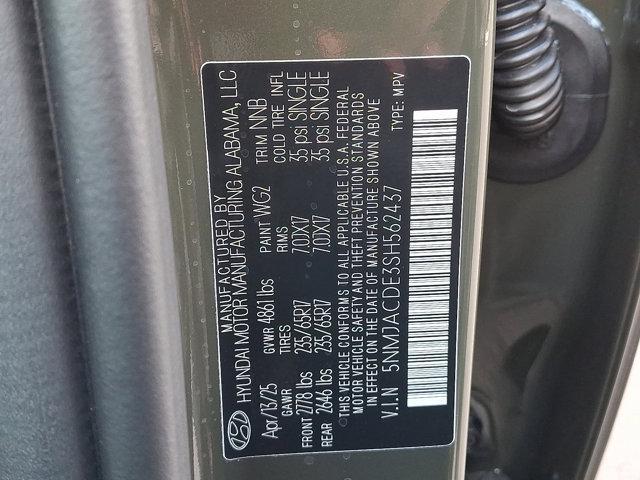 MANUFACTURED BY
HYUNDAI MOTOR MANUFACTURING ALABAMA, LLC
Apr/13/25 GVWR 4861 lbs PAINT WG2 TRIM NNB
GAWR TIRES RIMS COLD TIRE INFL
FRONT 2778 lbs 235/65R17 7.0JX17 35 psi SINGLE
REAR 2646 lbs 235/65R17 7.0JX17 35 psi SINGLE
THIS VEHICLE CONFORMS TO ALL APPLICABLE U.S.A. FEDERAL
MOTOR VEHICLE SAFETY AND THEFT PREVENTION STANDARDS
IN EFFECT ON THE DATE OF MANUFACTURE SHOWN ABOVE
V.I.N 5NMJACDE3SH562437 TYPE: MPV